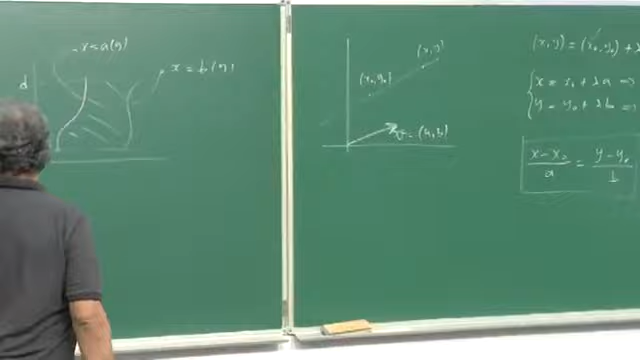 x = a(y)
x = b(y)
d
(x, y)
(x₀, y₀)
v = (a, b)
(x, y) = (x₀, y₀) + λ
x = x₀ + λa ⇒
y = y₀ + λb ⇒
x - x₀ / a = y - y₀ / b